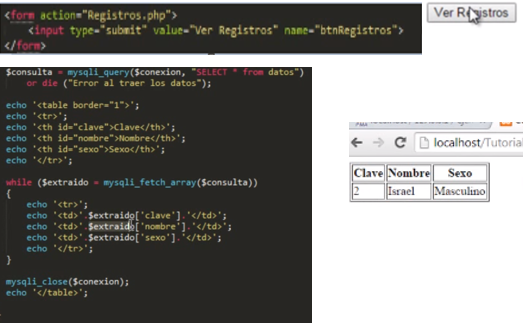 <form action="Registros.php">
<input type="submit" value="Ver Registros" name="btnRegistros">
</form>
Ver Registros
$consulta = mysqli_query($conexion, "SELECT * from datos")
or die ("Error al traer los datos");
echo '<table border="1">';
echo '<tr>';
echo '<th id="clave">Clave</th>';
echo '<th id="nombre">Nombre</th>';
echo '<th id="sexo">Sexo</th>';
echo '</tr>';
while ($extraido = mysqli_fetch_array($consulta))
{
echo '<tr>';
echo '<td>'.$extraido['clave'].'</td>';
echo '<td>'.$extraido['nombre'].'</td>';
echo '<td>'.$extraido['sexo'].'</td>';
echo '</tr>';
}
mysqli_close($conexion);
echo '</table>';
localhost/Tutorial
Clave Nombre Sexo
2 Israel Masculino